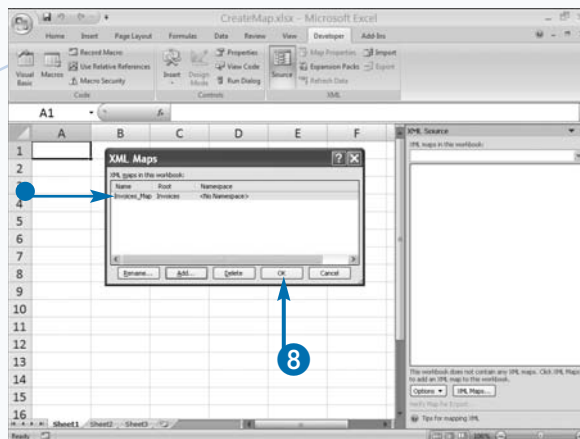 CreateMap.xlsx - Microsoft Excel
Home Insert Page Layout Formulas Data Review View Developer Add-Ins
Visual Basic
Macros
Record Macro
Use Relative References
Macro Security
Code
Insert
Design Mode
Properties
View Code
Run Dialog
Controls
Source
Map Properties
Expansion Packs
Refresh Data
Import
Export
XML
A1
fx
A B C D E F
1
2
3
4
5
6
7
8
9
10
11
12
13
14
15
16
XML Maps
XML maps in this workbook:
Name Root Namespace
Invoices_Map Invoices <No Namespace>
Rename... Add... Delete OK Cancel
8
XML Source
XML maps in this workbook:
This workbook does not contain any XML maps. Click XML Maps
to add an XML map to this workbook.
Options XML Maps...
Verify Map for Export...
Tips for mapping XML
Sheet1 Sheet2 Sheet3
Ready
100%